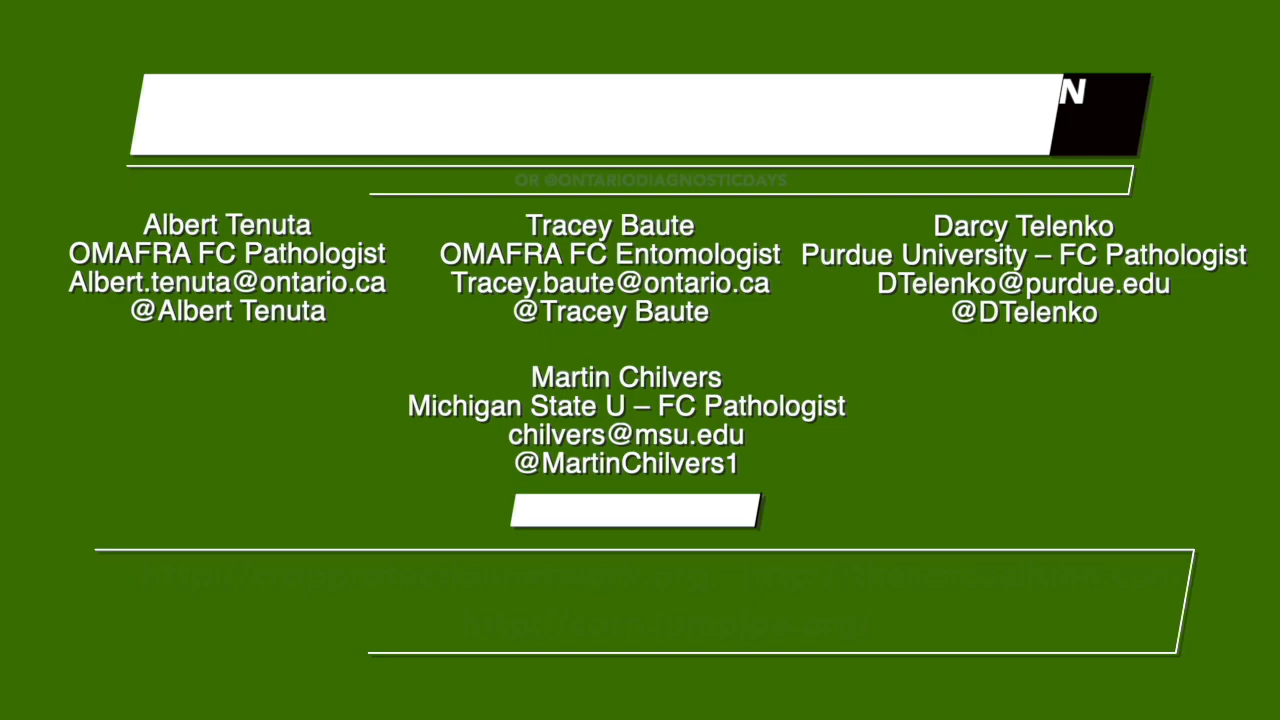 N
OR @ONTARIODIAGNOSTICDAYS
Albert Tenuta
OMAFRA FC Pathologist
Albert.tenuta@ontario.ca
@Albert Tenuta
Tracey Baute
OMAFRA FC Entomologist
Tracey.baute@ontario.ca
@Tracey Baute
Darcy Telenko
Purdue University – FC Pathologist
DTelenko@purdue.edu
@DTelenko
Martin Chilvers
Michigan State U – FC Pathologist
chilvers@msu.edu
@MartinChilvers1